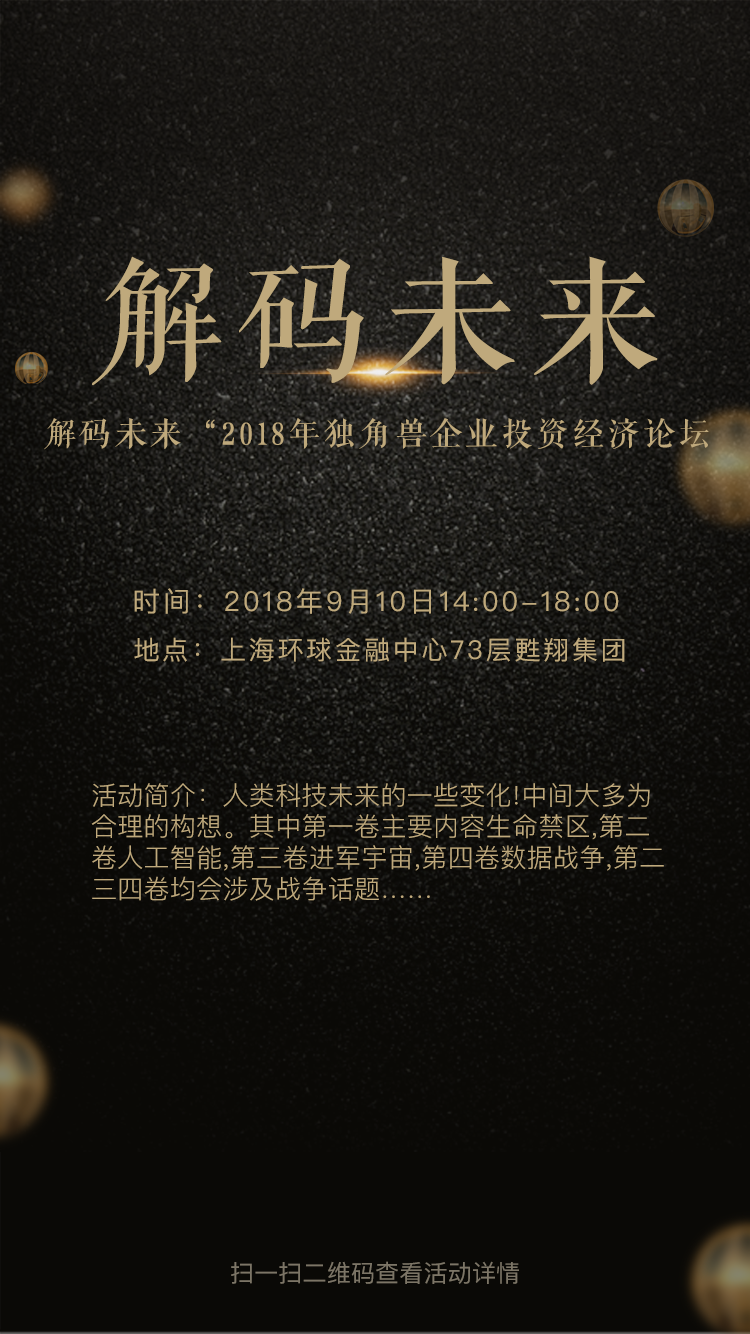 解码未来
解码未来“2018年独角兽企业投资经济论坛
时间：2018年9月10日14:00-18:00
地点：上海环球金融中心73层甦翔集团
活动简介：人类科技未来的一些变化!中间大多为
合理的构想。其中第一卷主要内容生命禁区,第二
卷人工智能,第三卷进军宇宙,第四卷数据战争,第二
三四卷均会涉及战争话题……
扫一扫二维码查看活动详情